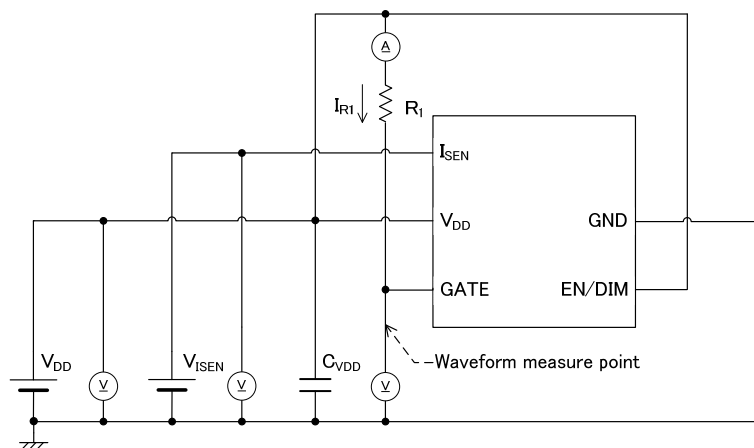 A
I_R1
R_1
I_SEN
V_DD
GND
GATE
EN/DIM
V_DD
V
V_ISEN
V
C_VDD
V
Waveform measure point